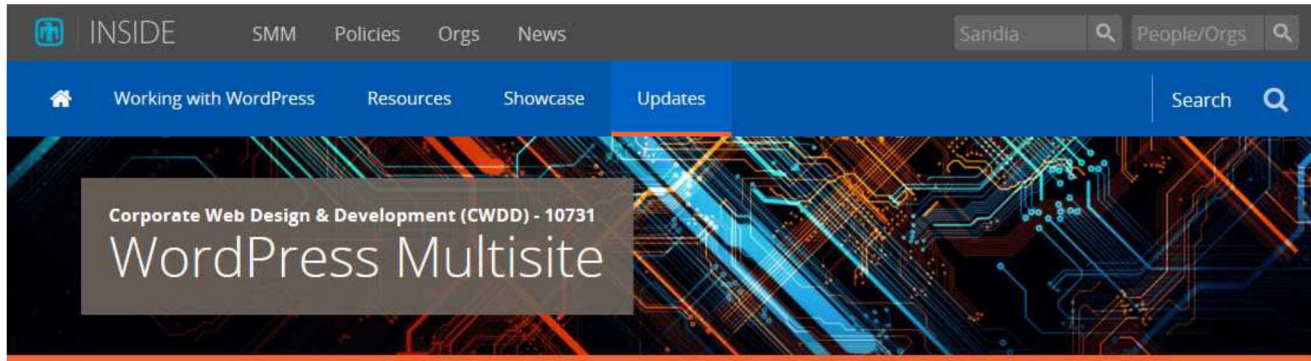 INSIDE SMM Policies Orgs News Sandia People/Orgs
Working with WordPress Resources Showcase Updates Search
Corporate Web Design & Development (CWDD) - 10731
WordPress Multisite